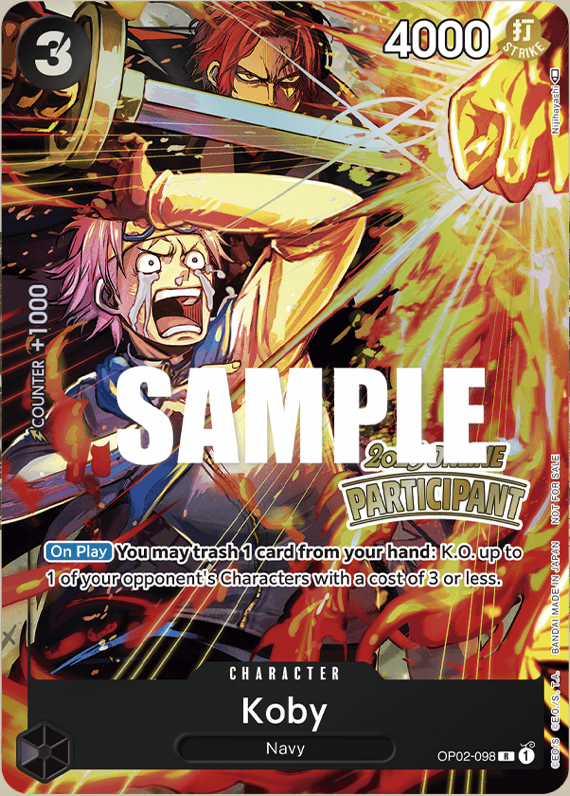 3
4000
打
STRIKE
Nijihayashi
COUNTER +1000
SAMPLE
PARTICIPANT
On Play You may trash 1 card from your hand: K.O. up to
1 of your opponent's Characters with a cost of 3 or less.
©E.O/S. ©E.O./S., T.A. BANDAI MADE IN JAPAN NOT FOR SALE
CHARACTER
Koby
Navy
OP02-098 R 1